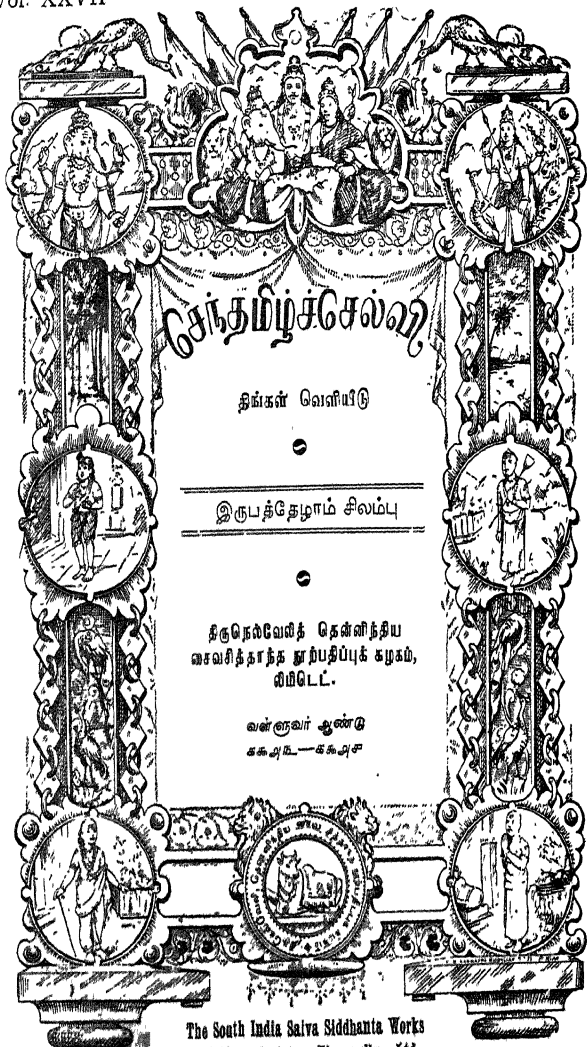 Vol. XXVII
செந்தமிழ்ச்செல்வி
திங்கள் வெளியீடு
இருபத்தேழாம் சிலம்பு
திருநெல்வேலித் தென்னிந்திய
சைவசித்தாந்த நூற்பதிப்புக் கழகம்,
லிமிடெட்.
வள்ளுவர் ஆண்டு
The South India Saiva Siddhanta Works